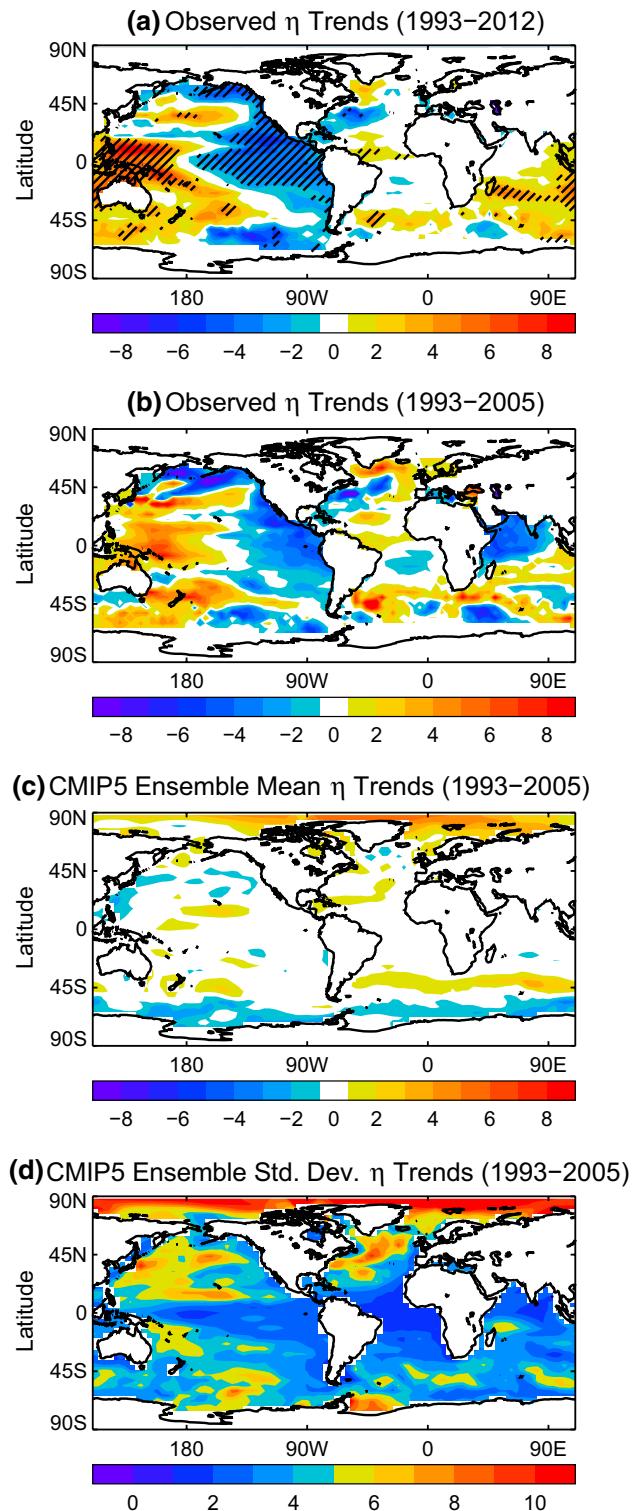 (a) Observed η Trends (1993−2012)
90N
45N
0
45S
90S
Latitude
180 90W 0 90E
−8 −6 −4 −2 0 2 4 6 8
(b) Observed η Trends (1993−2005)
90N
45N
0
45S
90S
Latitude
180 90W 0 90E
−8 −6 −4 −2 0 2 4 6 8
(c) CMIP5 Ensemble Mean η Trends (1993−2005)
90N
45N
0
45S
90S
Latitude
180 90W 0 90E
−8 −6 −4 −2 0 2 4 6 8
(d) CMIP5 Ensemble Std. Dev. η Trends (1993−2005)
90N
45N
0
45S
90S
Latitude
180 90W 0 90E
0 2 4 5 7 8 10